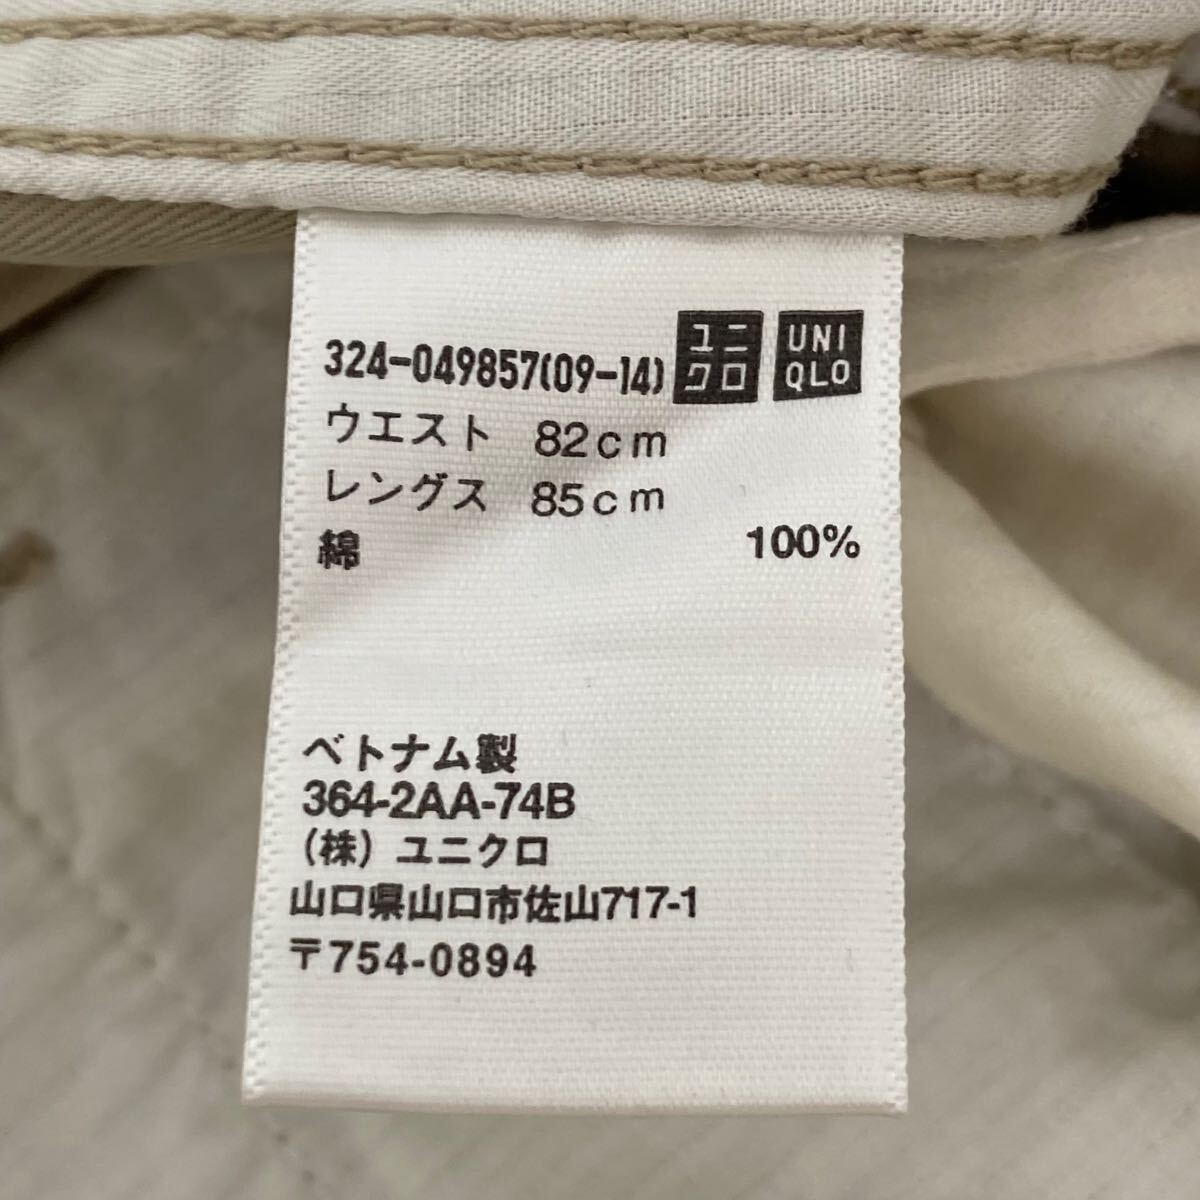 324-049857(09-14)
ユニ
クロ
UNI
QLO
ウエスト 82cm
レングス 85cm
綿 100%
ベトナム製
364-2AA-74B
(株) ユニクロ
山口県山口市佐山717-1
〒754-0894